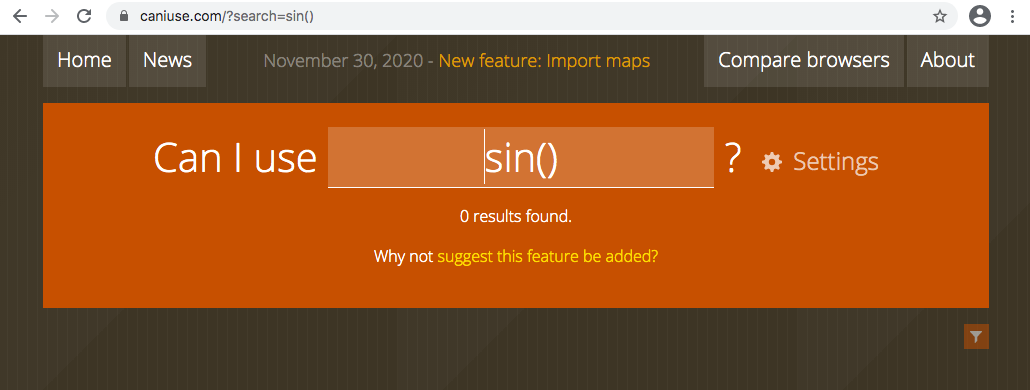 caniuse.com/?search=sin()
Home News November 30, 2020 - New feature: Import maps Compare browsers About
Can I use sin() ? Settings
0 results found.
Why not suggest this feature be added?